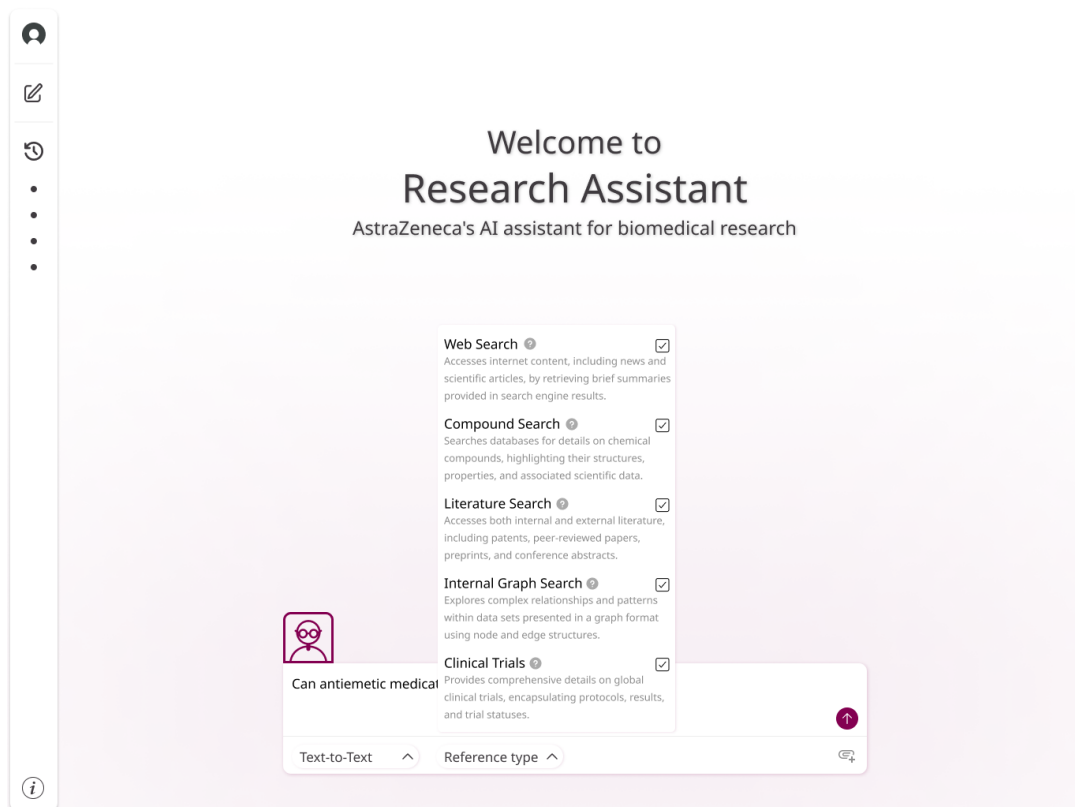 Welcome to
Research Assistant
AstraZeneca's AI assistant for biomedical research
Web Search ?
Accesses internet content, including news and
scientific articles, by retrieving brief summaries
provided in search engine results.
Compound Search ?
Searches databases for details on chemical
compounds, highlighting their structures,
properties, and associated scientific data.
Literature Search ?
Accesses both internal and external literature,
including patents, peer-reviewed papers,
preprints, and conference abstracts.
Internal Graph Search ?
Explores complex relationships and patterns
within data sets presented in a graph format
using node and edge structures.
Clinical Trials ?
Provides comprehensive details on global
clinical trials, encapsulating protocols, results,
and trial statuses.
Can antiemetic
Text-to-Text
Reference type
i